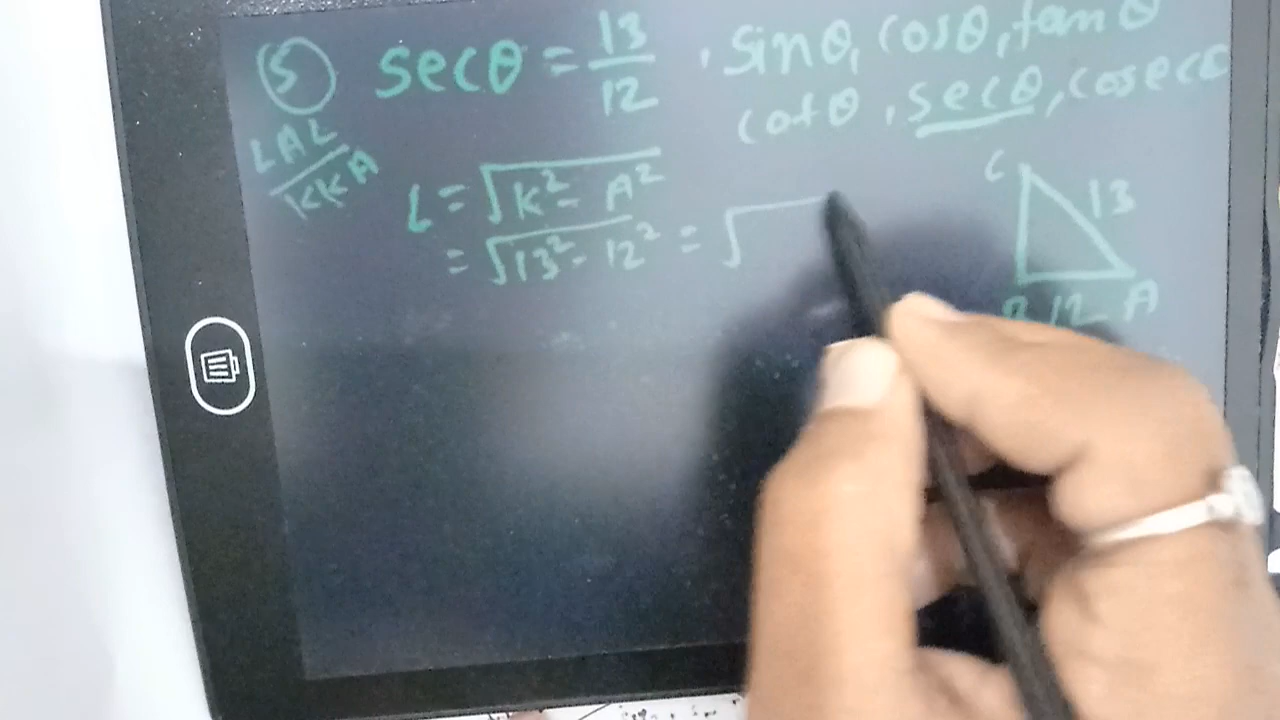 ⑤ secθ = 13/12 , sinθ, cosθ, tanθ
cotθ, secθ, cosecθ
LAL/KKA
L = √K² - A²
= √13² - 12² = √
C
13
B 12 A